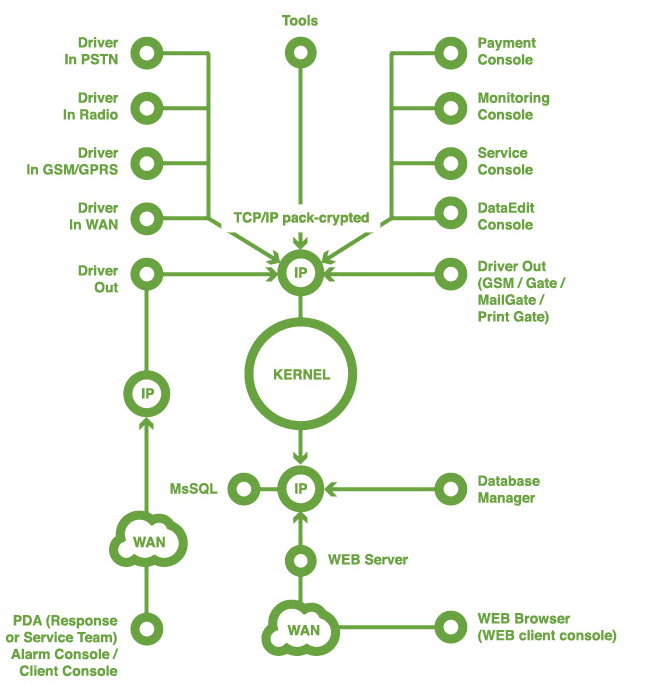 Tools
Driver
In PSTN
Payment
Console
Driver
In Radio
Monitoring
Console
Driver
In GSM/GPRS
Service
Console
Driver
In WAN
TCP/IP pack-crypted
DataEdit
Console
Driver
Out
IP
Driver Out
(GSM / Gate /
MailGate /
Print Gate)
KERNEL
IP
MsSQL
IP
Database
Manager
WAN
WEB Server
PDA (Response
or Service Team)
Alarm Console /
Client Console
WAN
WEB Browser
(WEB client console)